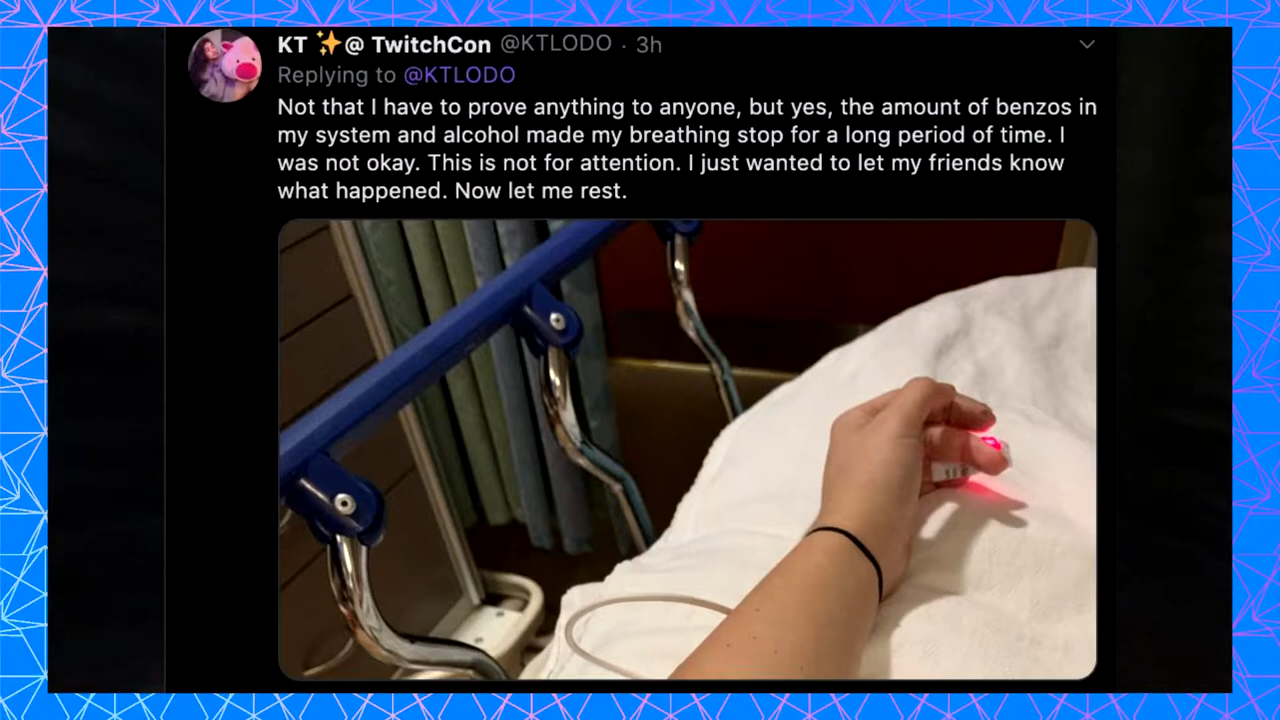 KT ✨@ TwitchCon @KTLODO · 3h
Replying to @KTLODO
Not that I have to prove anything to anyone, but yes, the amount of benzos in
my system and alcohol made my breathing stop for a long period of time. I
was not okay. This is not for attention. I just wanted to let my friends know
what happened. Now let me rest.